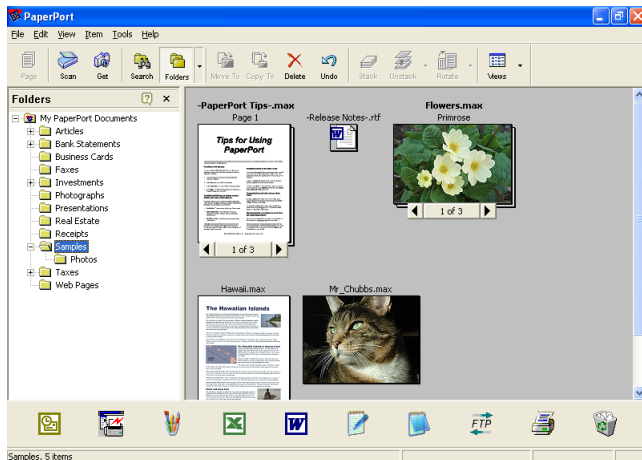 PaperPort
File Edit View Item Tools Help
Page Scan Get Search Folders Move To Copy To Delete Undo Stack Unstack Rotate Views
Folders
My PaperPort Documents
Articles
Bank Statements
Business Cards
Faxes
Investments
Photographs
Presentations
Real Estate
Receipts
Samples
Photos
Taxes
Web Pages
-PaperPort Tips-.max
Page 1
Tips for Using
PaperPort
1 of 3
-Release Notes-.rtf
Flowers.max
Primrose
1 of 3
Hawaii.max
The Hawaiian Islands
Mr_Chubbs.max
FTP
Samples, 5 items